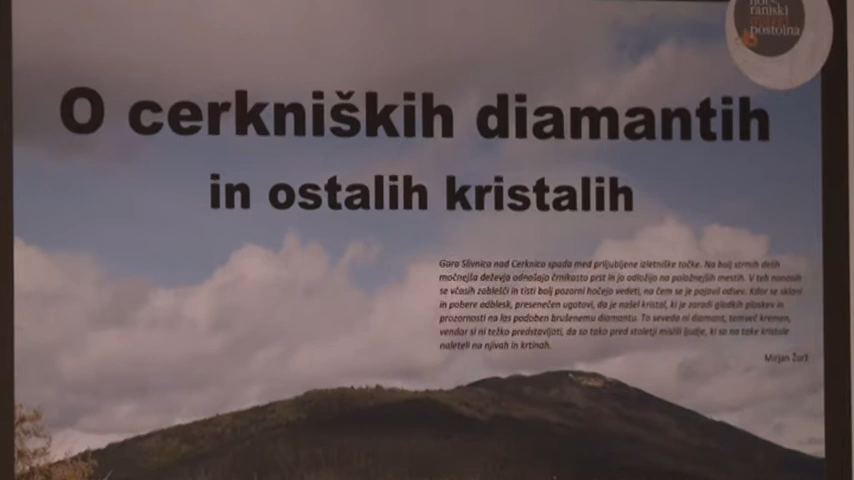 raniski
postojna
O cerkniških diamantih
in ostalih kristalih
Gora Slivnica nad Cerknico spada med priljubljene izletniške točke. Na bolj strmih delih
močnejša deževja odnašajo črnikasto prst in jo odložijo na položnejših mestih. V teh nanosih
se včasih zablešči in tisti bolj pozorni hočejo vedeti, na čem se je pojavil odsev. Kdor se skloni
in pobere odblesk, presenečen ugotovi, da je našel kristal, ki je zaradi gladkih ploskev in
prozornosti na las podoben brušenemu diamantu. To seveda ni diamant, temveč kremen,
vendar si ni težko predstavljati, da so tako pred stoletji mislili ljudje, ki so na take kristale
naleteli na njivah in krtinah.
Mirjan Žorž